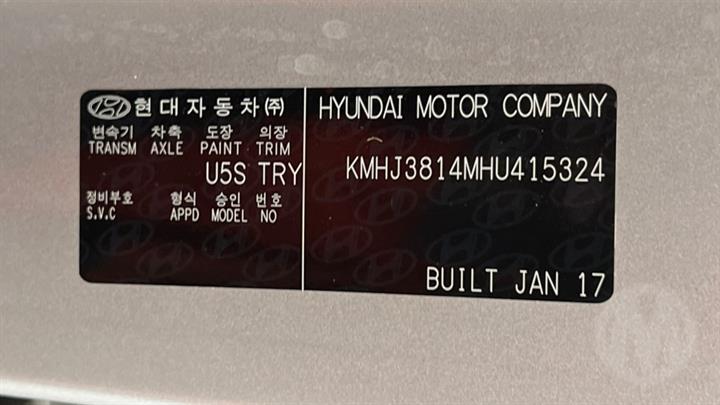 현대자동차㈜
변속기 차축 도장 의장
TRANSM AXLE PAINT TRIM
U5S TRY
정비부호 형식 승인 번호
S.V.C APPD MODEL NO
HYUNDAI MOTOR COMPANY
KMHJ3814MHU415324
BUILT JAN 17